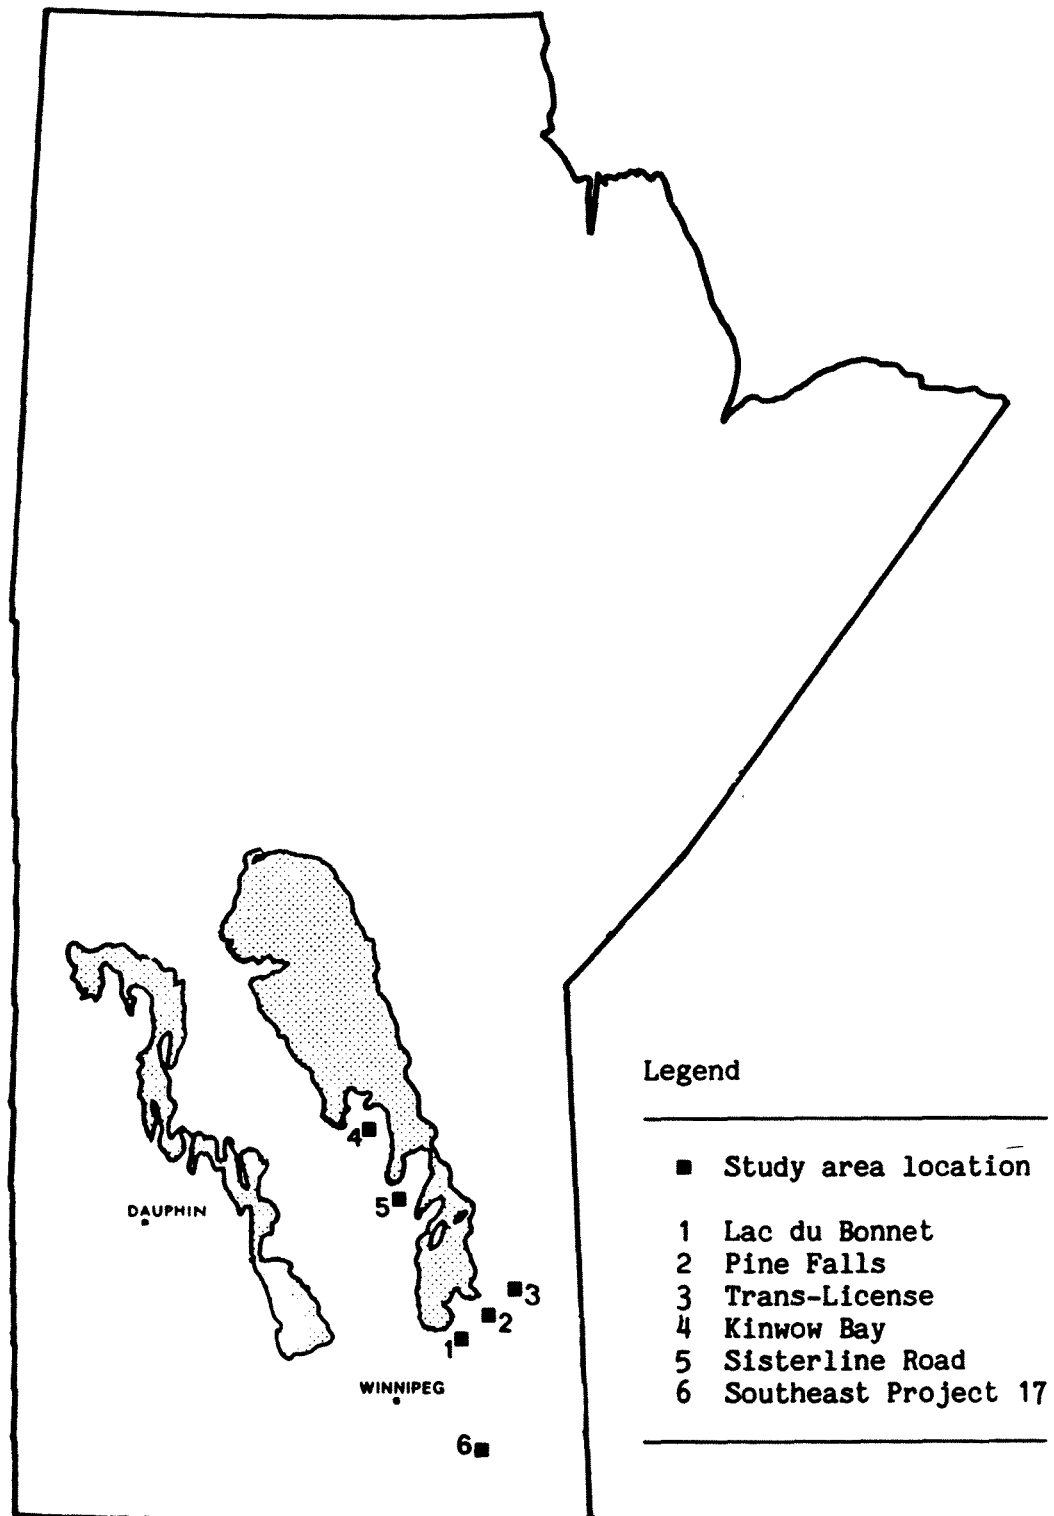 Legend
■ Study area location
1 Lac du Bonnet
2 Pine Falls
3 Trans-License
4 Kinwow Bay
5 Sisterline Road
6 Southeast Project 17
4
5
DAUPHIN
3
2
1
WINNIPEG
6